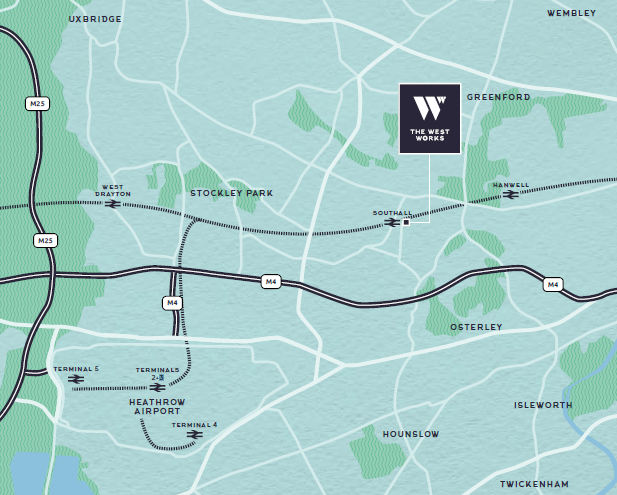 UXBRIDGE
WEMBLEY
M25
GREENFORD
THE WEST
WORKS
WEST
DRAYTON
STOCKLEY PARK
HANWELL
SOUTHALL
M25
M4
M4
M4
OSTERLEY
TERMINAL 5
TERMINALS
2+3
HEATHROW
AIRPORT
TERMINAL 4
ISLEWORTH
HOUNSLOW
TWICKENHAM